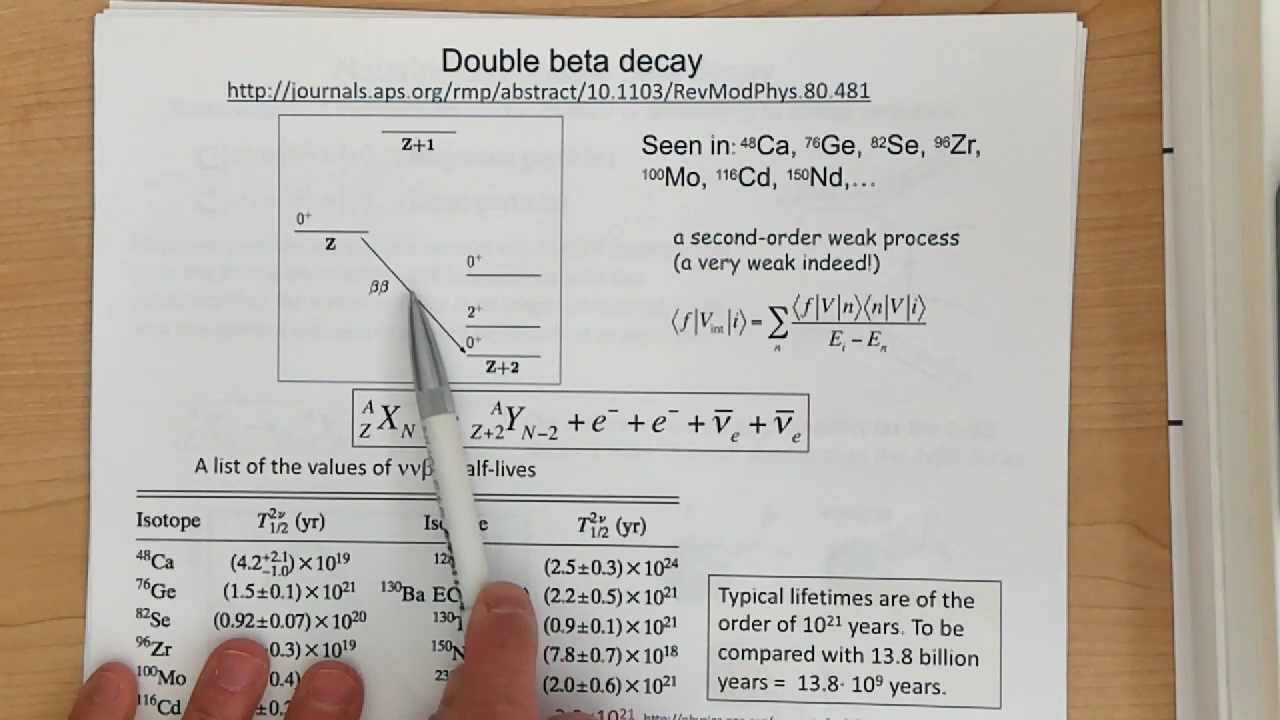 Double beta decay
http://journals.aps.org/rmp/abstract/10.1103/RevModPhys.80.481
Z+1
0⁺
Z
ββ
0⁺
2⁺
0⁺
Z+2
Seen in: ⁴⁸Ca, ⁷⁶Ge, ⁸²Se, ⁹⁶Zr,
¹⁰⁰Mo, ¹¹⁶Cd, ¹⁵⁰Nd,…
a second-order weak process
(a very weak indeed!)
⟨f|V_int|i⟩ = ∑_n ⟨f|V|n⟩⟨n|V|i⟩ / (E_i − E_n)
^A_Z X_N ^A_{Z+2} Y_{N−2} + e⁻ + e⁻ + ν̄_e + ν̄_e
A list of the values of ννβ alf-lives
Isotope T^{2ν}_{1/2} (yr) T^{2ν}_{1/2} (yr)
⁴⁸Ca (4.2^{+2.1}_{−1.0})×10¹⁹ (2.5±0.3)×10²⁴
⁷⁶Ge (1.5±0.1)×10²¹ ¹³⁰Ba EC (2.2±0.5)×10²¹
⁸²Se (0.92±0.07)×10²⁰ (0.9±0.1)×10²¹
⁹⁶Zr 0.3)×10¹⁹ (7.8±0.7)×10¹⁸
¹⁰⁰Mo 0.4) (2.0±0.6)×10²¹
¹¹⁶Cd
Typical lifetimes are of the
order of 10²¹ years. To be
compared with 13.8 billion
years = 13.8· 10⁹ years.